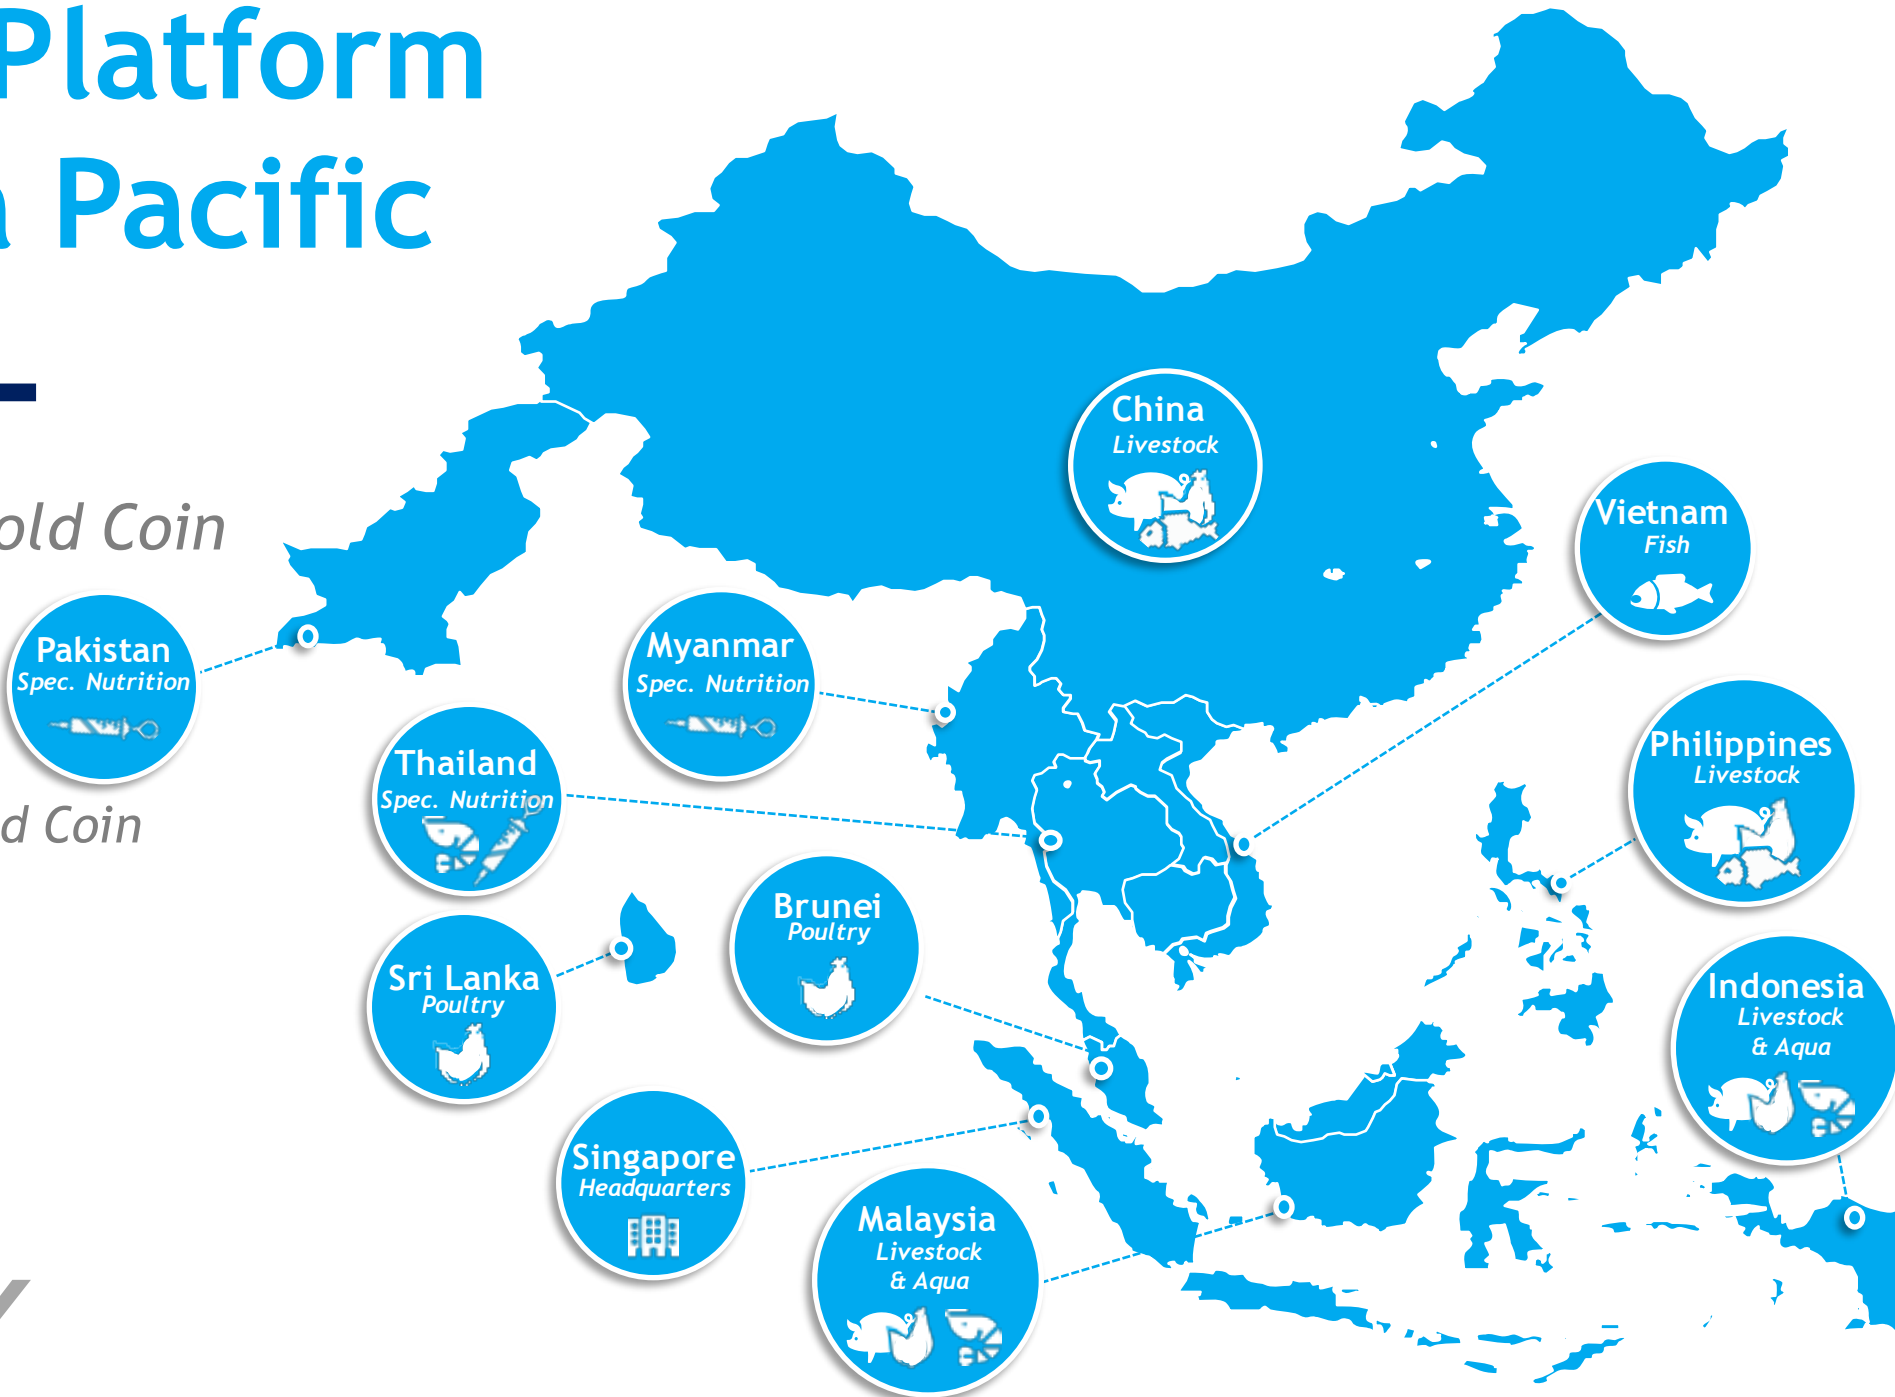 Platform
a Pacific
old Coin
d Coin
China
Livestock
Vietnam
Fish
Pakistan
Spec. Nutrition
Myanmar
Spec. Nutrition
Thailand
Spec. Nutrition
Philippines
Livestock
Brunei
Poultry
Sri Lanka
Poultry
Indonesia
Livestock
& Aqua
Singapore
Headquarters
Malaysia
Livestock
& Aqua